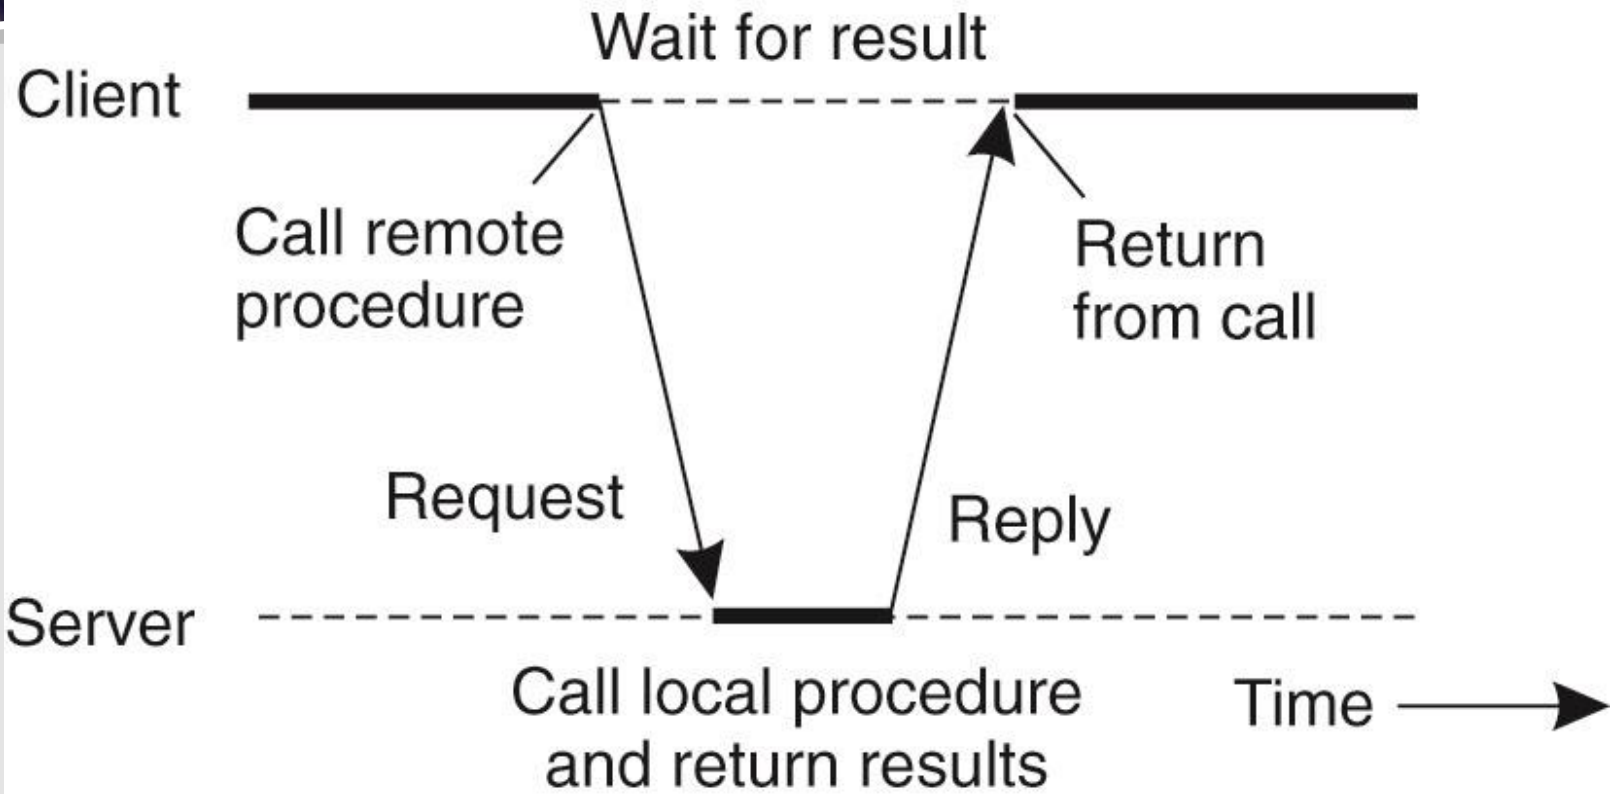 Wait for result
Client
Call remote
procedure
Return
from call
Request
Reply
Server
Call local procedure
and return results
Time